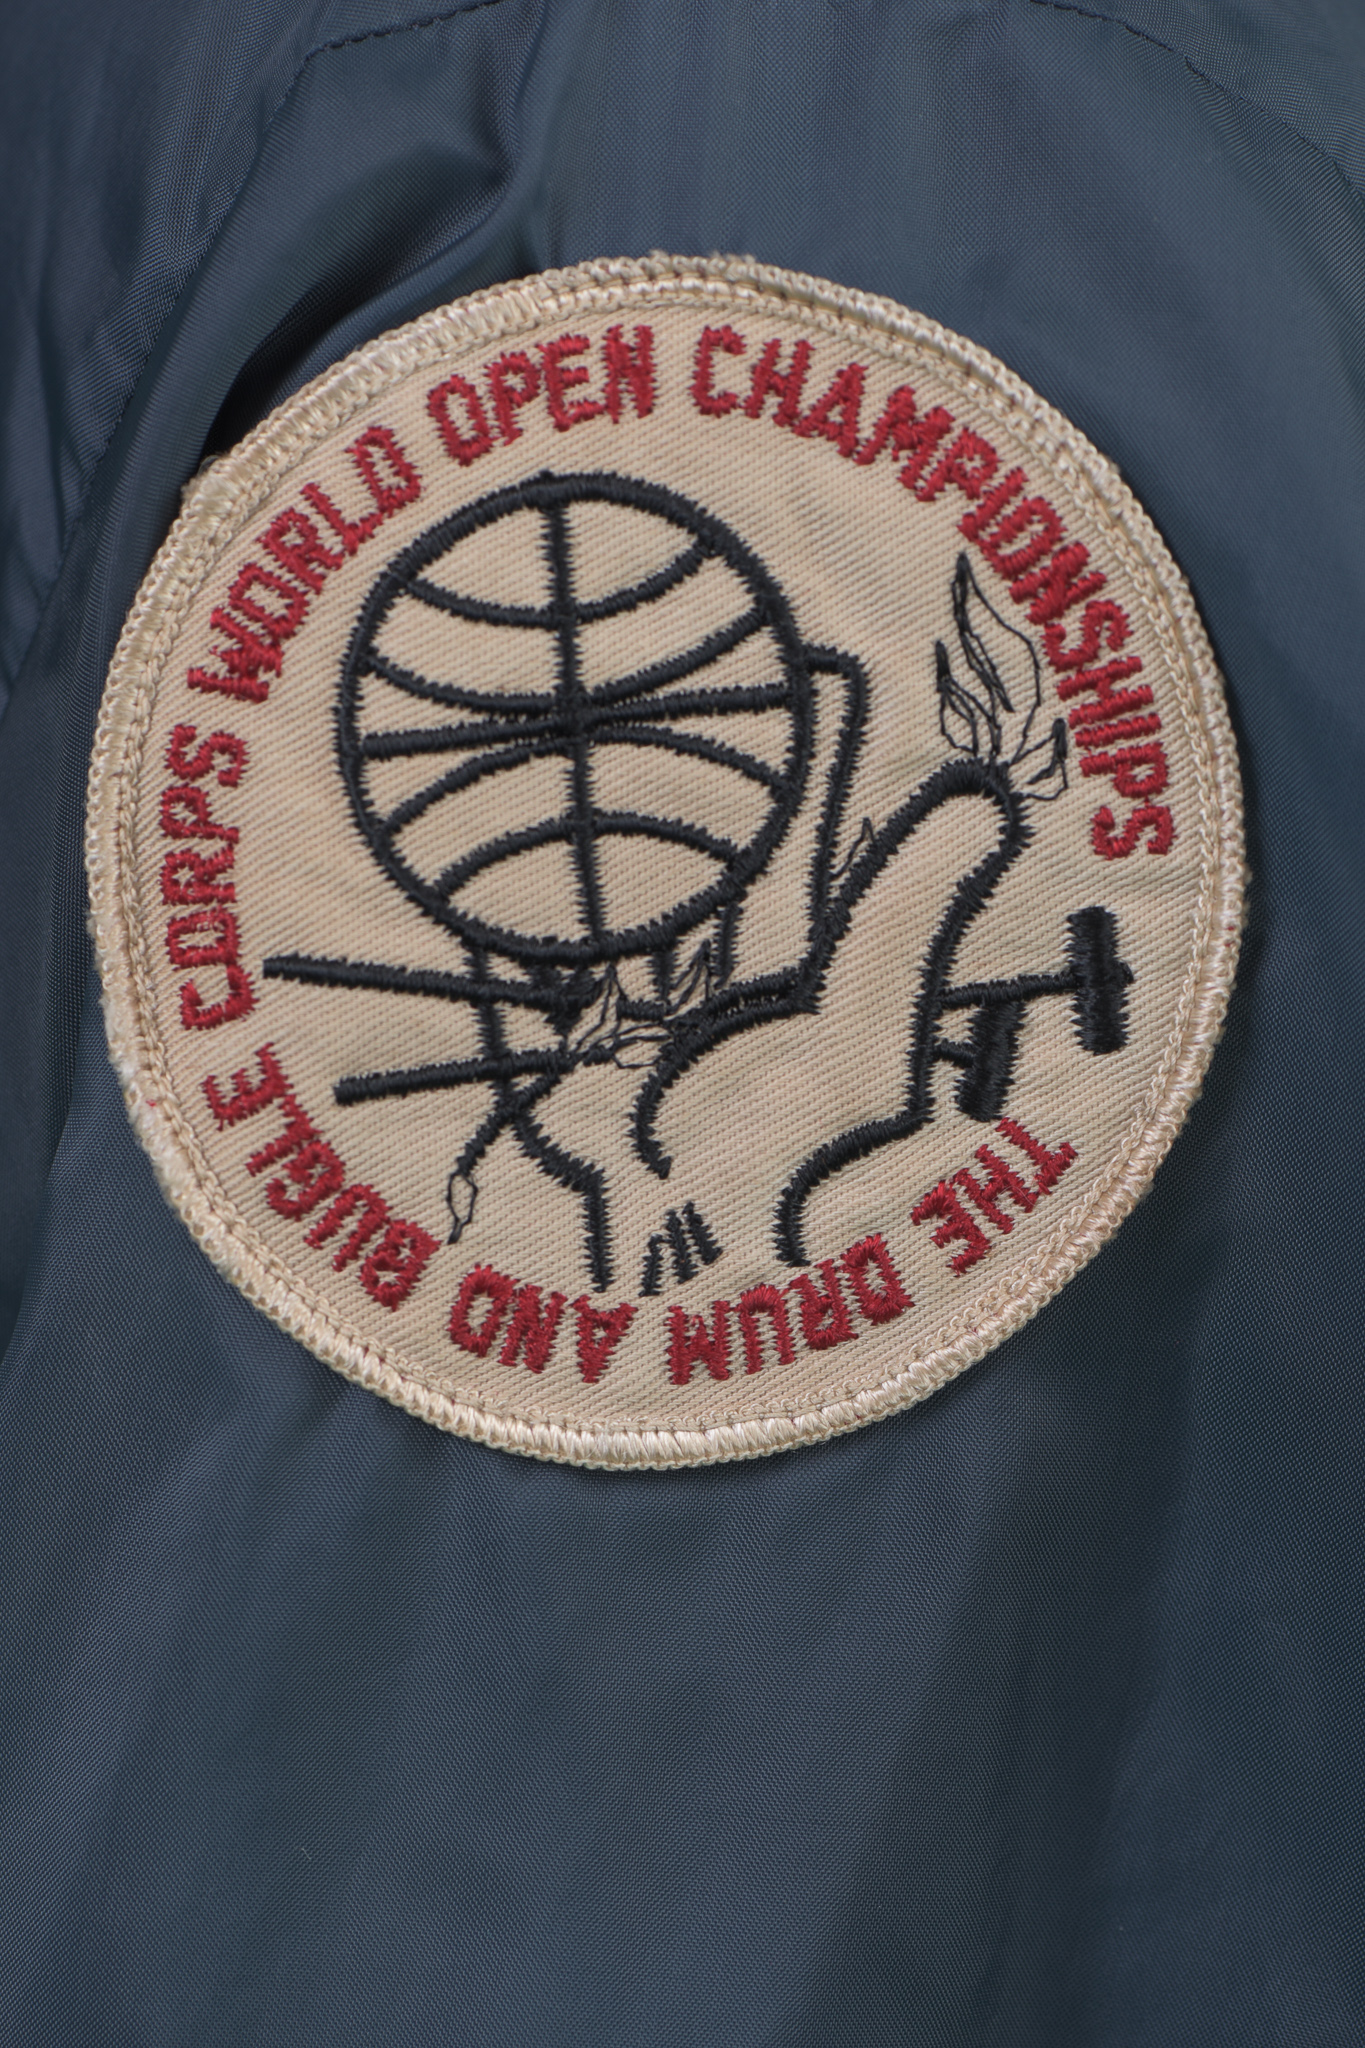 THE DRUM AND BUGLE CORPS WORLD OPEN CHAMPIONSHIPS